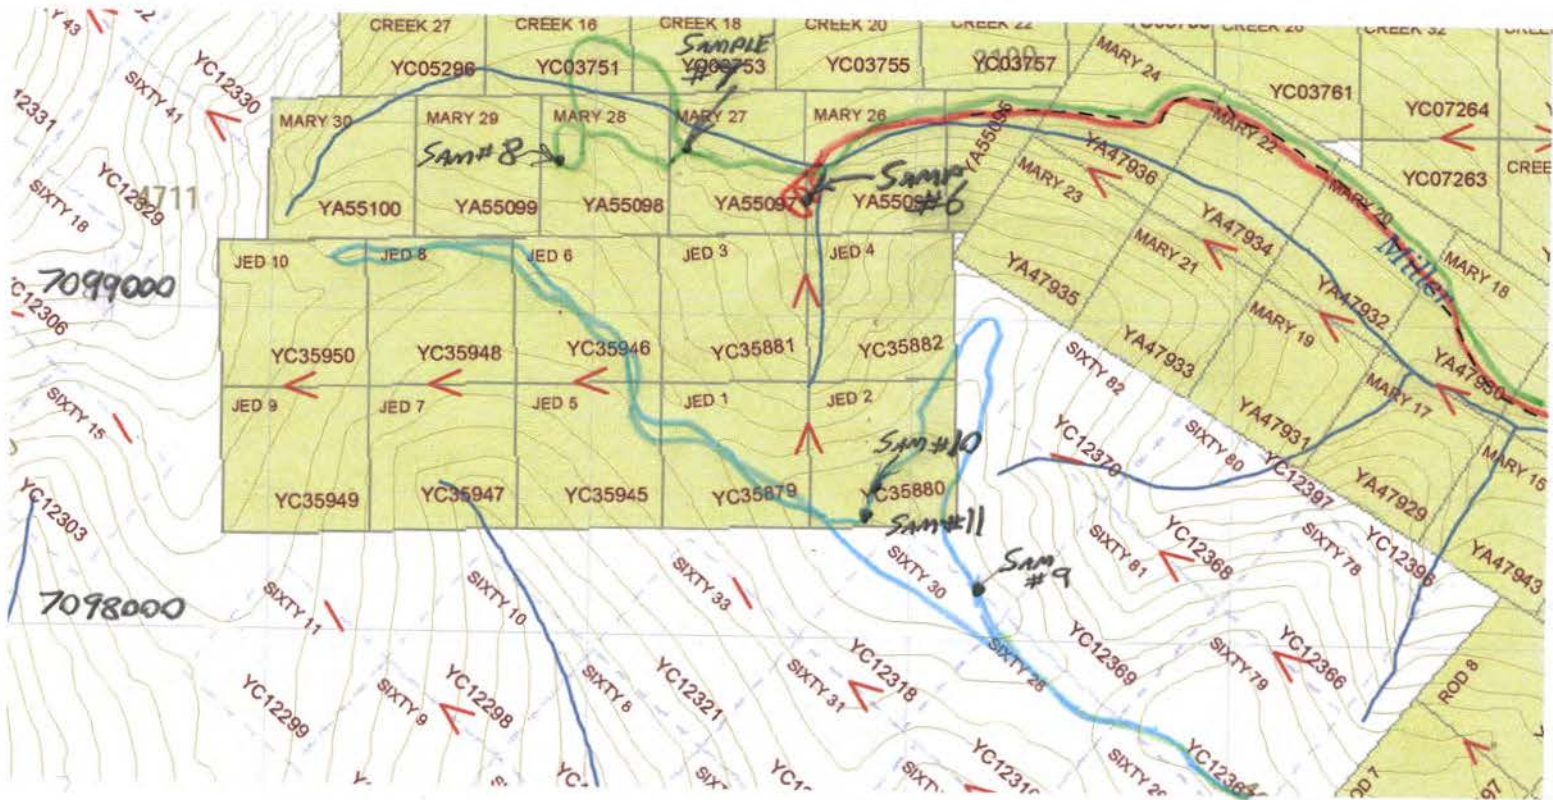 CREEK 27
CREEK 16
CREEK 18
CREEK 20
CREEK 22
CREEK 32
YC05296
YC03751
YC03755
YC03757
2100
YC03761
YC07264
YC07263
SAMPLE
#7
SIXTY 41
YC12330
12331
MARY 30
MARY 29
MARY 28
MARY 27
MARY 26
MARY 24
MARY 22
MARY 23
MARY 20
MARY 21
MARY 18
MARY 19
MARY 17
MARY 15
SAM# 8
SAMP
#6
YA55100
YA55099
YA55098
YA55097
YA47936
YA47934
YA47935
YA47932
YA47933
YA47930
YA47931
YA47929
YA47943
Miller
YC12329
4711
SIXTY 18
7099000
C12306
SIXTY 15
YC12303
JED 10
JED 8
JED 6
JED 3
JED 4
YC35950
YC35948
YC35946
YC35881
YC35882
JED 9
JED 7
JED 5
JED 1
JED 2
YC35949
YC35947
YC35945
YC35879
YC35880
SAM#10
SAM#11
SAM
#9
SIXTY 82
YC12370
SIXTY 80
YC12397
SIXTY 81
YC12368
SIXTY 78
YC12396
7098000
SIXTY 11
SIXTY 10
SIXTY 33
SIXTY 30
SIXTY 28
YC12369
SIXTY 79
YC12366
YC12299
SIXTY 9
YC12298
SIXTY 8
YC12321
SIXTY 31
YC12318
ROD 8